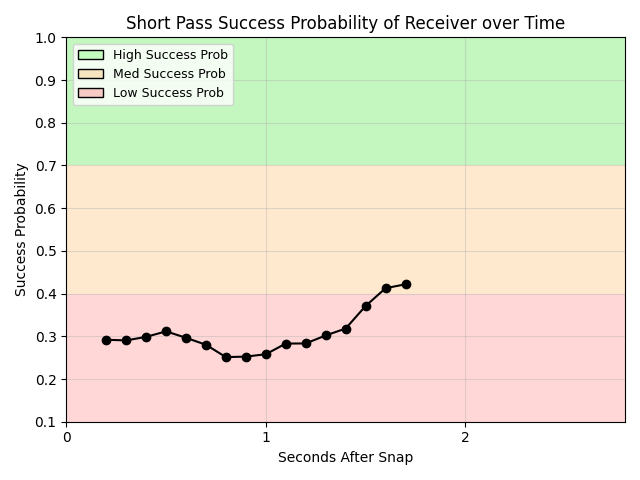 Short Pass Success Probability of Receiver over Time
1.0
0.9
0.8
0.7
0.6
0.5
0.4
0.3
0.2
0.1
Success Probability
High Success Prob
Med Success Prob
Low Success Prob
0 1 2
Seconds After Snap